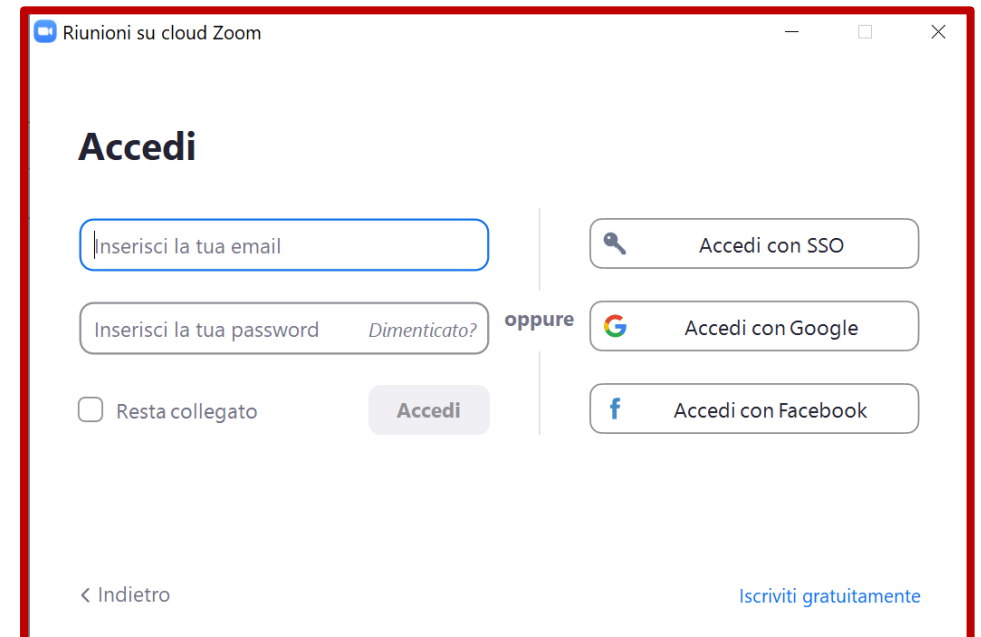 Riunioni su cloud Zoom
Accedi
Inserisci la tua email
Inserisci la tua password Dimenticato?
Resta collegato Accedi
oppure
Accedi con SSO
Accedi con Google
Accedi con Facebook
< Indietro
Iscriviti gratuitamente